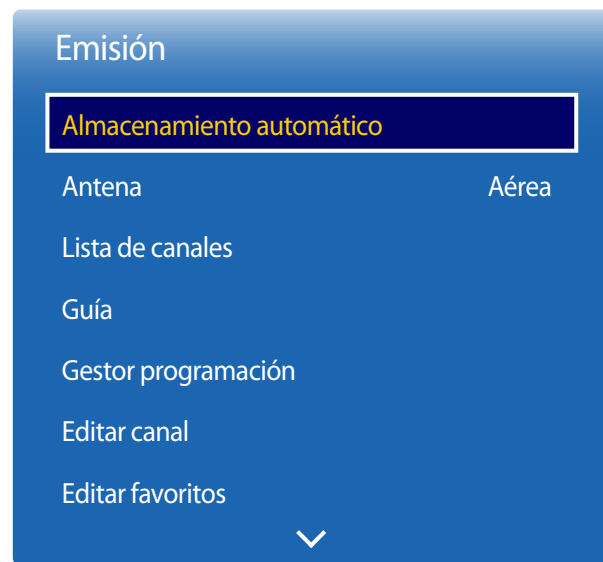 Emisión
Almacenamiento automático
Antena Aérea
Lista de canales
Guía
Gestor programación
Editar canal
Editar favoritos